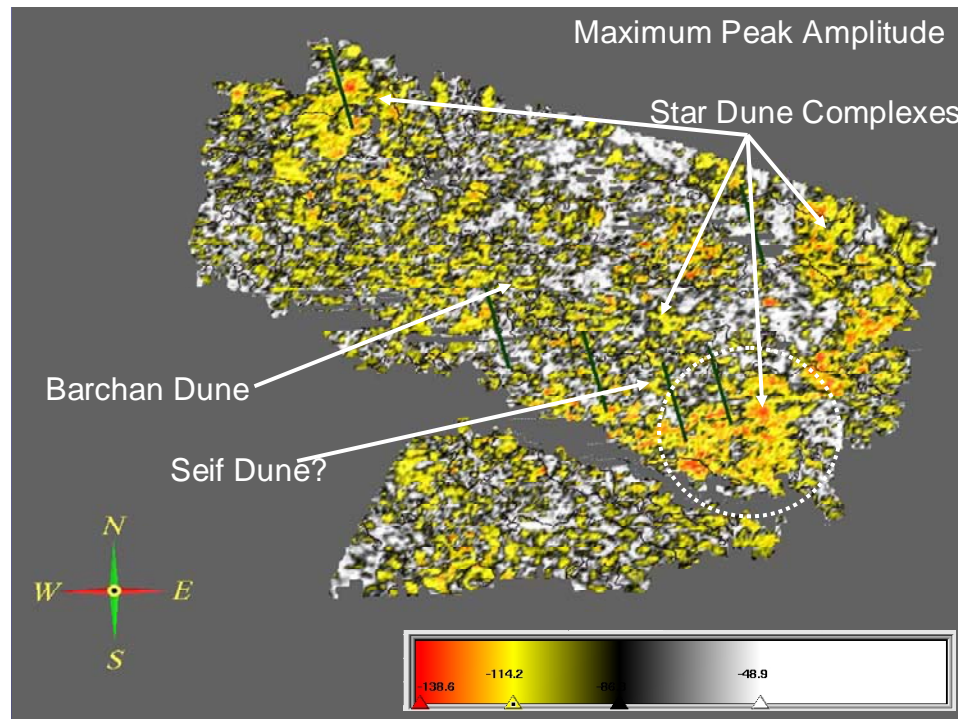 Maximum Peak Amplitude
Star Dune Complexes
Barchan Dune
Seif Dune?
N
W E
S
-138.6 -114.2 -48.9